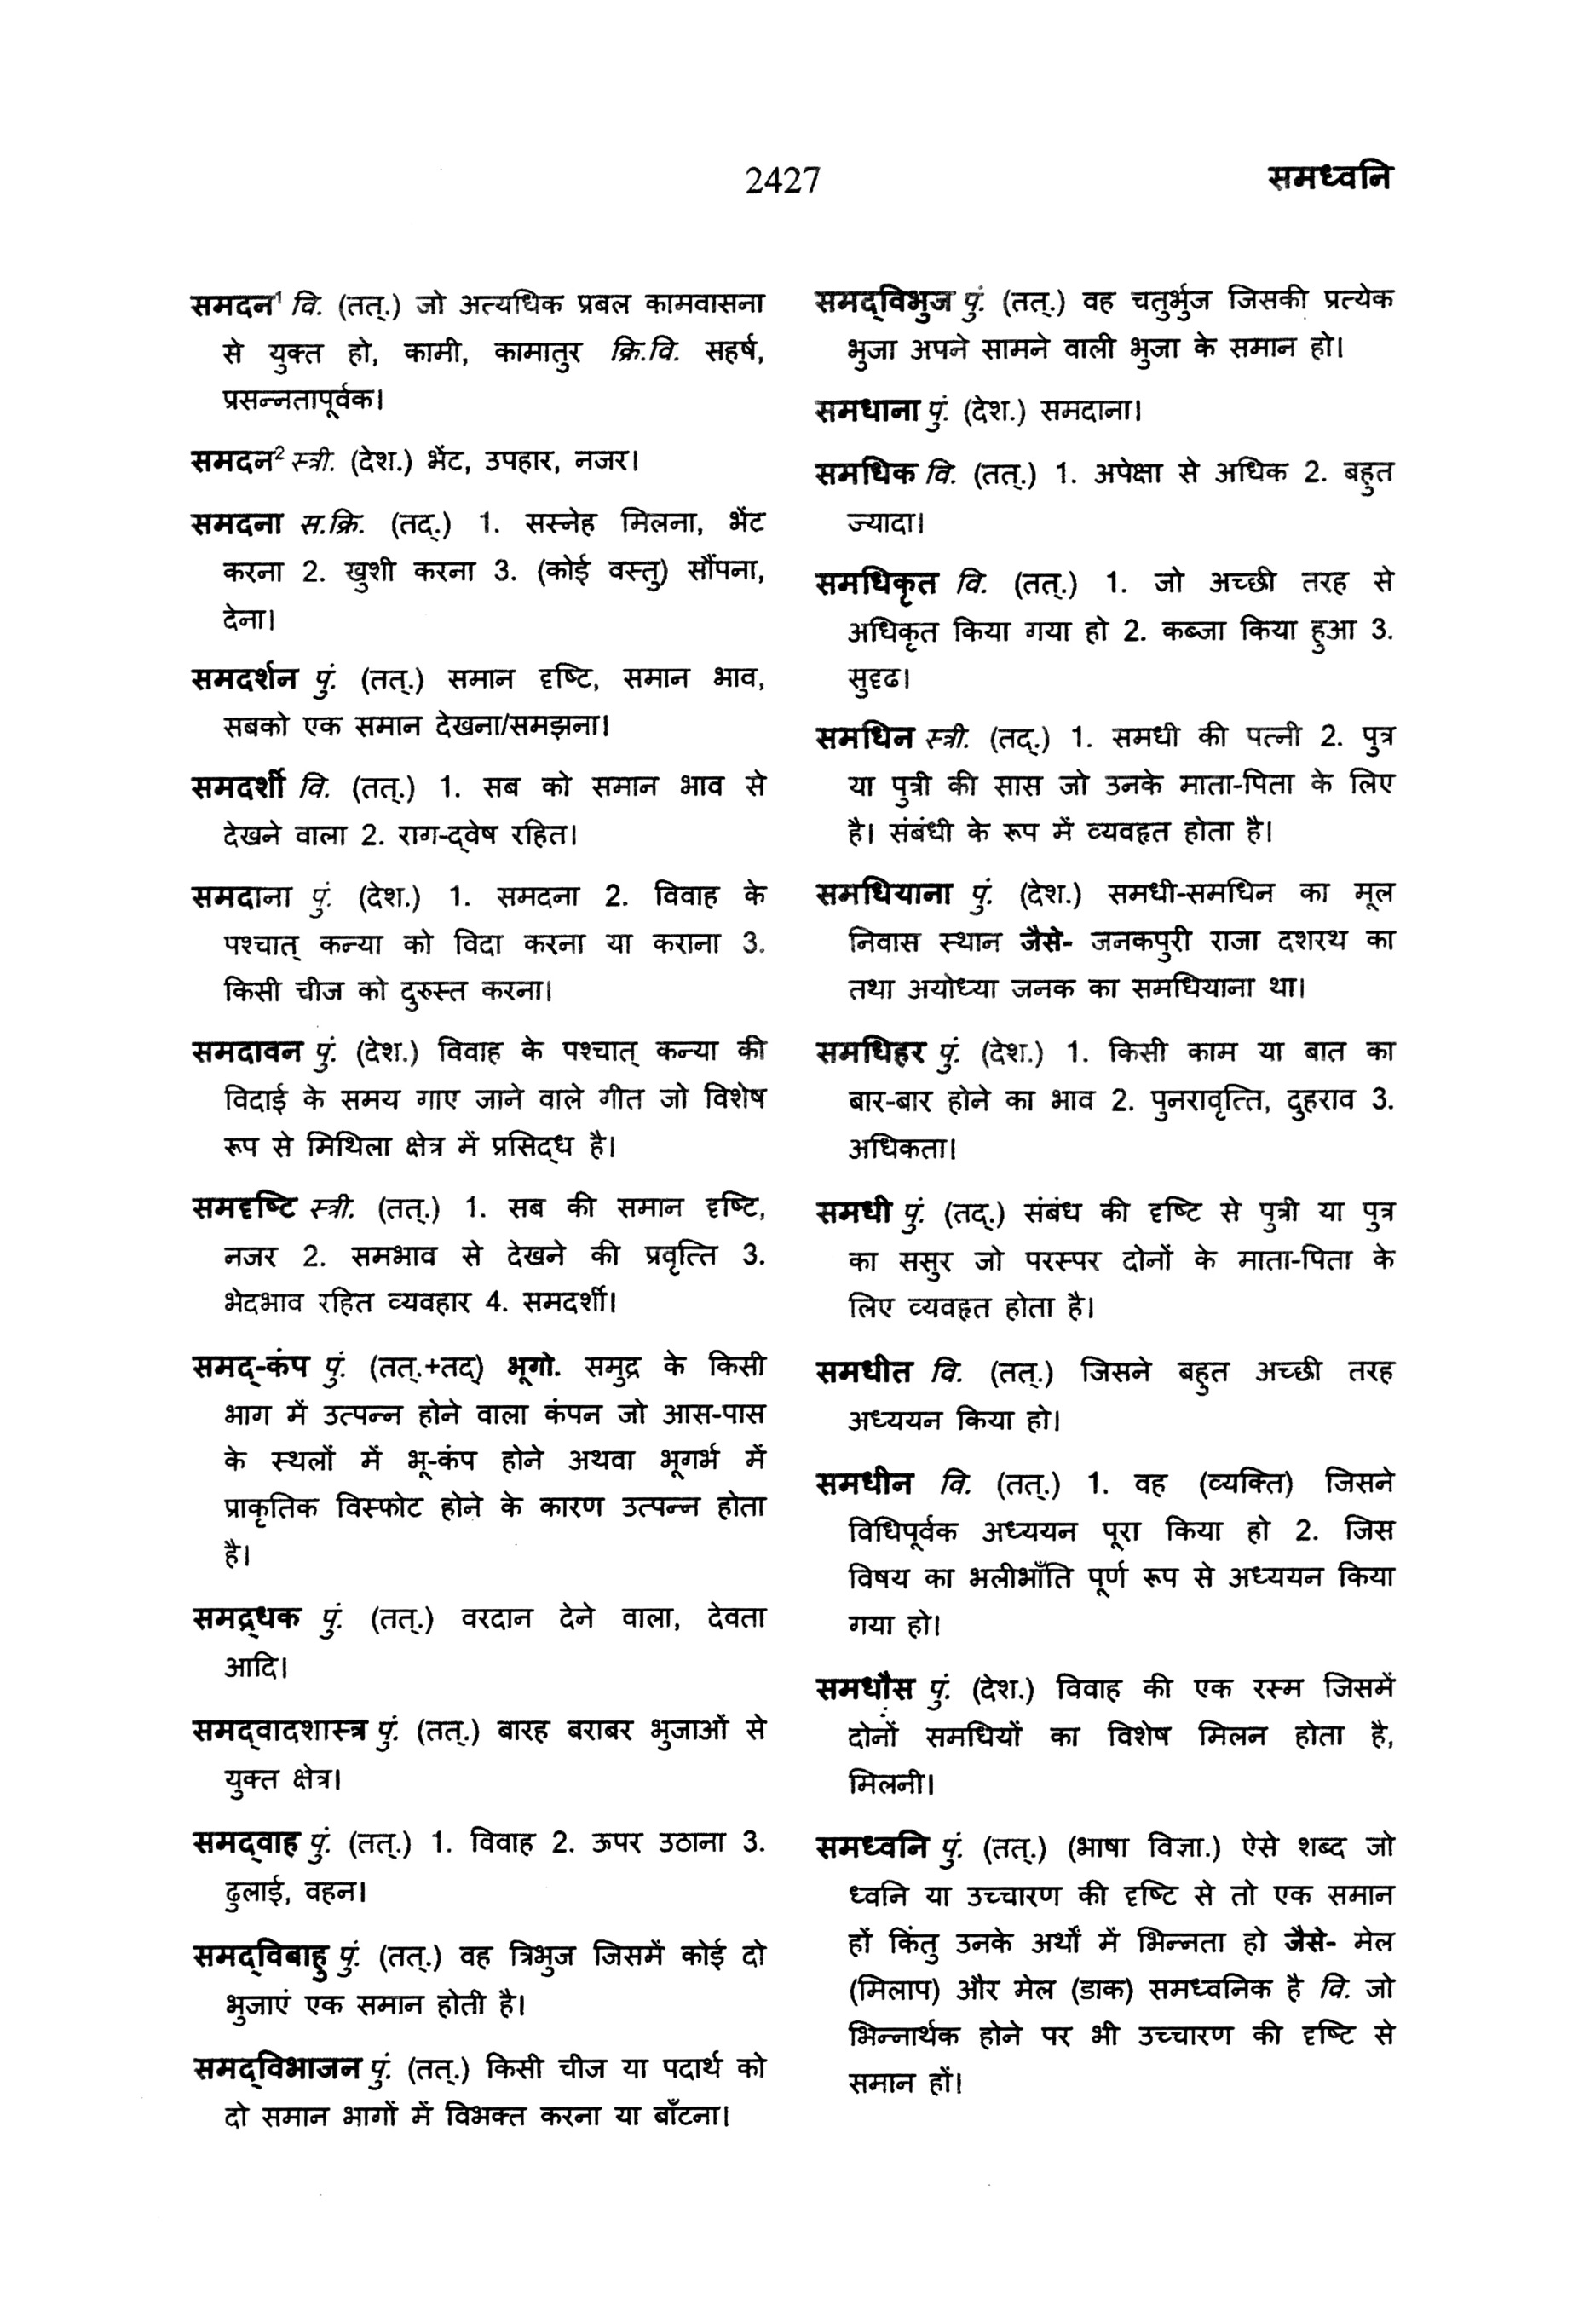 2427
समध्वनि
समदन¹ वि. (तत्.) जो अत्यधिक प्रबल कामवासना
से युक्त हो, कामी, कामातुर क्रि.वि. सहर्ष,
प्रसन्नतापूर्वक।
समदन² स्त्री. (देश.) भेंट, उपहार, नजर।
समदना स.क्रि. (तद्.) 1. सस्नेह मिलना, भेंट
करना 2. खुशी करना 3. (कोई वस्तु) सौंपना,
देना।
समदर्शन पुं. (तत्.) समान दृष्टि, समान भाव,
सबको एक समान देखना/समझना।
समदर्शी वि. (तत्.) 1. सब को समान भाव से
देखने वाला 2. राग-द्वेष रहित।
समदाना पुं. (देश.) 1. समदना 2. विवाह के
पश्चात् कन्या को विदा करना या कराना 3.
किसी चीज को दुरुस्त करना।
समदावन पुं. (देश.) विवाह के पश्चात् कन्या की
विदाई के समय गाए जाने वाले गीत जो विशेष
रूप से मिथिला क्षेत्र में प्रसिद्ध है।
समदृष्टि स्त्री. (तत्.) 1. सब की समान दृष्टि,
नजर 2. समभाव से देखने की प्रवृत्ति 3.
भेदभाव रहित व्यवहार 4. समदर्शी।
समद्-कंप पुं. (तत्.+तद्) भूगो. समुद्र के किसी
भाग में उत्पन्न होने वाला कंपन जो आस-पास
के स्थलों में भू-कंप होने अथवा भूगर्भ में
प्राकृतिक विस्फोट होने के कारण उत्पन्न होता
है।
समद्र्धक पुं. (तत्.) वरदान देने वाला, देवता
आदि।
समद्वादशास्त्र पुं. (तत्.) बारह बराबर भुजाओं से
युक्त क्षेत्र।
समद्वाह पुं. (तत्.) 1. विवाह 2. ऊपर उठाना 3.
ढुलाई, वहन।
समद्विबाहु पुं. (तत्.) वह त्रिभुज जिसमें कोई दो
भुजाएं एक समान होती है।
समद्विभाजन पुं. (तत्.) किसी चीज या पदार्थ को
दो समान भागों में विभक्त करना या बाँटना।
समद्विभुज पुं. (तत्.) वह चतुर्भुज जिसकी प्रत्येक
भुजा अपने सामने वाली भुजा के समान हो।
समधाना पुं. (देश.) समदाना।
समधिक वि. (तत्.) 1. अपेक्षा से अधिक 2. बहुत
ज्यादा।
समधिकृत वि. (तत्.) 1. जो अच्छी तरह से
अधिकृत किया गया हो 2. कब्जा किया हुआ 3.
सुदृढ।
समधिन स्त्री. (तद्.) 1. समधी की पत्नी 2. पुत्र
या पुत्री की सास जो उनके माता-पिता के लिए
है। संबंधी के रूप में व्यवहृत होता है।
समधियाना पुं. (देश.) समधी-समधिन का मूल
निवास स्थान जैसे- जनकपुरी राजा दशरथ का
तथा अयोध्या जनक का समधियाना था।
समधिहर पुं. (देश.) 1. किसी काम या बात का
बार-बार होने का भाव 2. पुनरावृत्ति, दुहराव 3.
अधिकता।
समधी पुं. (तद्.) संबंध की दृष्टि से पुत्री या पुत्र
का ससुर जो परस्पर दोनों के माता-पिता के
लिए व्यवहृत होता है।
समधीत वि. (तत्.) जिसने बहुत अच्छी तरह
अध्ययन किया हो।
समधीन वि. (तत्.) 1. वह (व्यक्ति) जिसने
विधिपूर्वक अध्ययन पूरा किया हो 2. जिस
विषय का भलीभाँति पूर्ण रूप से अध्ययन किया
गया हो।
समधौस पुं. (देश.) विवाह की एक रस्म जिसमें
दोनों समधियों का विशेष मिलन होता है,
मिलनी।
समध्वनि पुं. (तत्.) (भाषा विज्ञा.) ऐसे शब्द जो
ध्वनि या उच्चारण की दृष्टि से तो एक समान
हों किंतु उनके अर्थों में भिन्नता हो जैसे- मेल
(मिलाप) और मेल (डाक) समध्वनिक है वि. जो
भिन्नार्थक होने पर भी उच्चारण की दृष्टि से
समान हों।